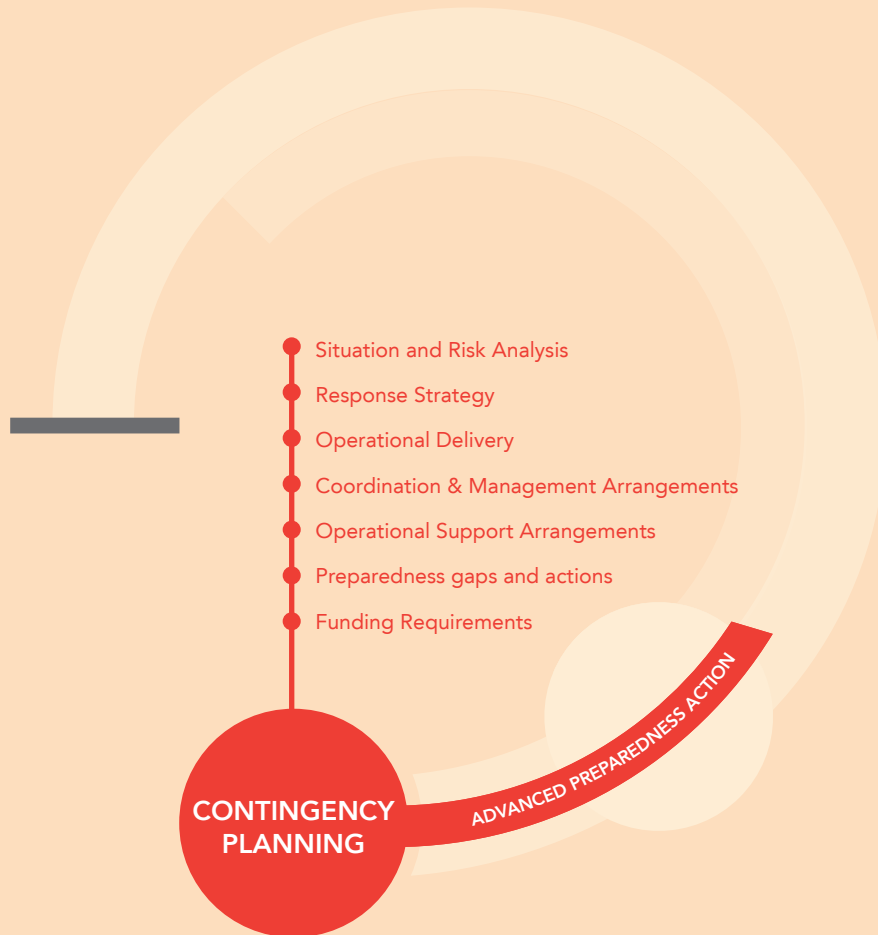 Situation and Risk Analysis
Response Strategy
Operational Delivery
Coordination & Management Arrangements
Operational Support Arrangements
Preparedness gaps and actions
Funding Requirements
ADVANCED PREPAREDNESS ACTION
CONTINGENCY
PLANNING